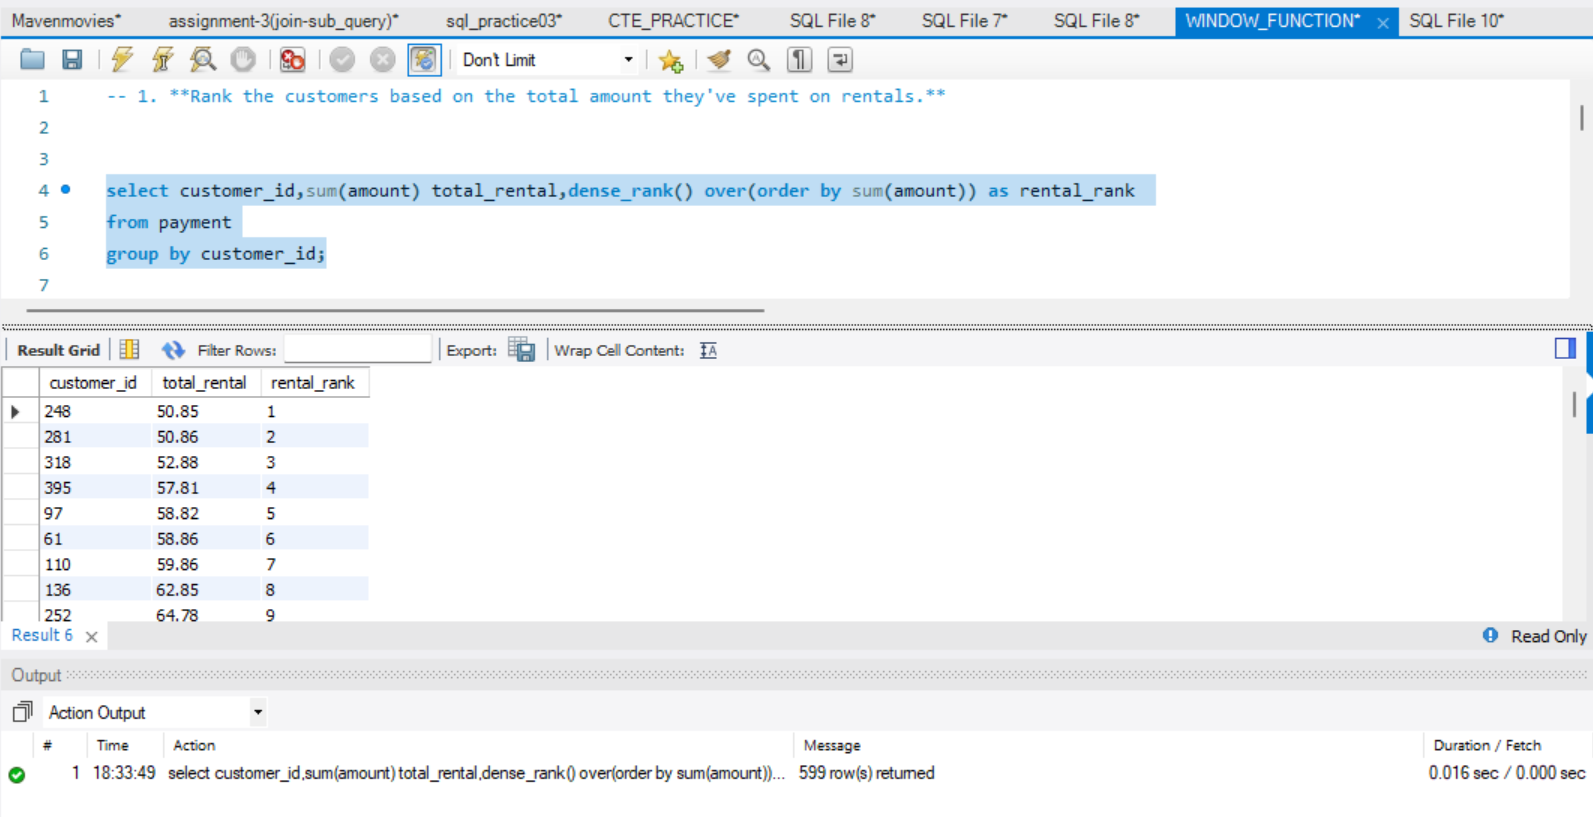 Mavenmovies* assignment-3(join-sub_query)* sql_practice03* CTE_PRACTICE* SQL File 8* SQL File 7* SQL File 8* WINDOW_FUNCTION* SQL File 10*
Don't Limit
1 -- 1. **Rank the customers based on the total amount they've spent on rentals.**
2
3
4 select customer_id,sum(amount) total_rental,dense_rank() over(order by sum(amount)) as rental_rank
5 from payment
6 group by customer_id;
7
Result Grid Filter Rows: Export: Wrap Cell Content:
customer_id total_rental rental_rank
248 50.85 1
281 50.86 2
318 52.88 3
395 57.81 4
97 58.82 5
61 58.86 6
110 59.86 7
136 62.85 8
252 64.78 9
Result 6 Read Only
Output
Action Output
# Time Action Message Duration / Fetch
1 18:33:49 select customer_id,sum(amount) total_rental,dense_rank() over(order by sum(amount))... 599 row(s) returned 0.016 sec / 0.000 sec